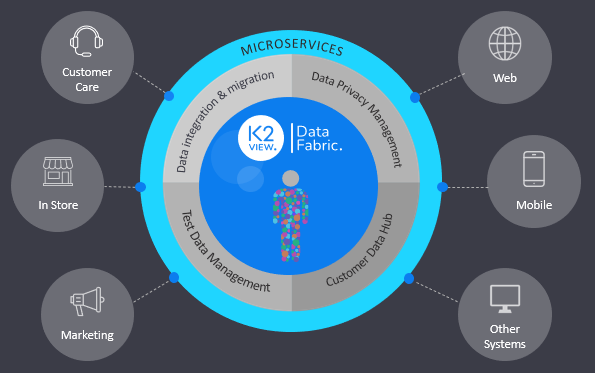 MICROSERVICES
Data integration & migration
Data Privacy Management
Test Data Management
Customer Data Hub
K2
VIEW.
Data
Fabric.
Customer
Care
In Store
Marketing
Web
Mobile
Other
Systems